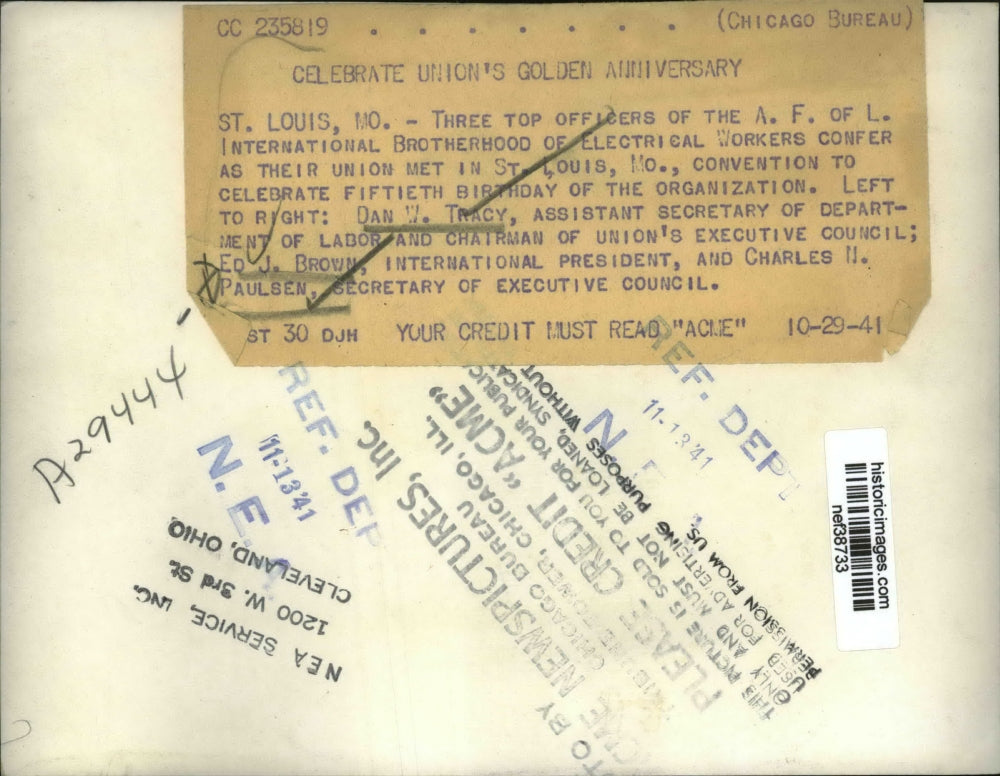 CC 235819 . . . . . . . (CHICAGO BUREAU)
CELEBRATE UNION'S GOLDEN ANNIVERSARY
ST. LOUIS, MO. - THREE TOP OFFICERS OF THE A. F. OF L.
INTERNATIONAL BROTHERHOOD OF ELECTRICAL WORKERS CONFER
AS THEIR UNION MET IN ST. LOUIS, MO., CONVENTION TO
CELEBRATE FIFTIETH BIRTHDAY OF THE ORGANIZATION. LEFT
TO RIGHT: DAN W. TRACY, ASSISTANT SECRETARY OF DEPART-
MENT OF LABOR AND CHAIRMAN OF UNION'S EXECUTIVE COUNCIL;
ED J. BROWN, INTERNATIONAL PRESIDENT, AND CHARLES N.
PAULSEN, SECRETARY OF EXECUTIVE COUNCIL.
ST 30 DJH YOUR CREDIT MUST READ "ACME" 10-29-41
A29444
REF. DEP
11-13'41
N. E.
REF. DEPT
11-13'41
N. E.
NEA SERVICE, INC.
1200 W. 3rd St.
CLEVELAND, OHIO
TO BY
NEWSPICTURES, Inc.
CHICAGO BUREAU
TOWER, CHICAGO, ILL.
PLEASE CREDIT "ACME"
THIS PICTURE IS SOLD TO YOU FOR YOUR PUBLIC
ONLY AND MUST NOT BE LOANED, SYNDICA
USED FOR ADVERTISING PURPOSES WITHOUT
PERMISSION FROM US
historicimages.com
nef38733